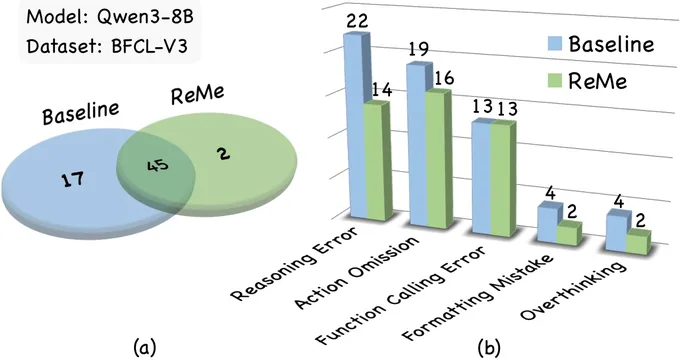 Model: Qwen3-8B
Dataset: BFCL-V3
Baseline
ReMe
17
45
2
(a)
Baseline
ReMe
22
14
19
16
13
13
4
2
4
2
Reasoning Error
Action Omission
Function Calling Error
Formatting Mistake
Overthinking
(b)